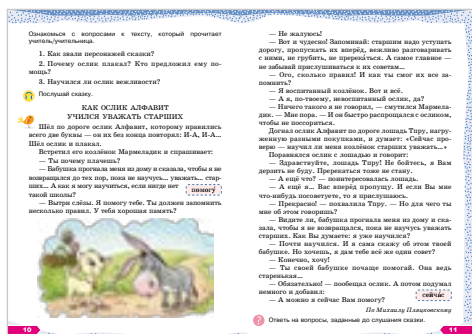 Ознакомься с вопросами к тексту, который прочитает
учитель/учительница.
1. Как звали персонажей сказки?
2. Почему ослик плакал? Кто предложил ему по-
мощь?
3. Научился ли ослик вежливости?
Послушай сказку.
КАК ОСЛИК АЛФАВИТ
УЧИЛСЯ УВАЖАТЬ СТАРШИХ
Шёл по дороге ослик Алфавит, которому нравились
всего две буквы — он их без конца повторял: И-А, И-А...
Шёл ослик и плакал.
Встретил его козлёнок Мармеладик и спрашивает:
— Ты почему плачешь?
— Бабушка прогнала меня из дому и сказала, чтобы я не
возвращался до тех пор, пока не научусь... уважать... стар-
ших... А как я могу научиться, если нигде нет
такой школы?
помогу
— Вытри слёзы. Я помогу тебе. Ты должен запомнить
несколько правил. У тебя хорошая память?
10
— Не жалуюсь!
— Вот и чудесно! Запоминай: старшим надо уступать
дорогу, пропускать их вперёд, вежливо разговаривать
с ними, не грубить, не пререкаться. А самое главное —
не забывай прислушиваться к их советам...
— Ого, сколько правил! И как ты смог их все за-
помнить?
— Я воспитанный козлёнок. Вот и всё.
— А я, по-твоему, невоспитанный ослик, да?
— Ничего такого я не говорил, — смутился Мармела-
дик. — Мне пора. — И он быстро распрощался с осликом,
чтобы не поссориться.
Догнал ослик Алфавит по дороге лошадь Тпру, нагру-
женную разными покупками, и думает: «Сейчас про-
верю — научил ли меня козлёнок старших уважать...»
Поравнялся ослик с лошадью и говорит:
— Здравствуйте, лошадь Тпру! Не бойтесь, я Вам
дерзить не буду. Пререкаться тоже не стану.
— А ещё что? — поинтересовалась лошадь.
— А ещё я... Вас вперёд пропущу. И если Вы мне
что-нибудь посоветуете, то я прислушаюсь.
— Прекрасно! — похвалила Тпру. — Но для чего ты
мне об этом говоришь?
— Видите ли, бабушка прогнала меня из дому и ска-
зала, чтобы я не возвращался, пока не научусь уважать
старших. Как Вы думаете: я уже научился?
— Почти научился. И я сама скажу об этом твоей
бабушке. Но хочешь, я дам тебе всё же один совет?
— Конечно, хочу!
— Ты своей бабушке почаще помогай. Она ведь
старенькая...
— Обязательно! — пообещал ослик. А потом подумал
немного и добавил:
— А можно я сейчас Вам помогу?
сейчас
По Михаилу Пляцковскому
Ответь на вопросы, заданные до слушания сказки.
11